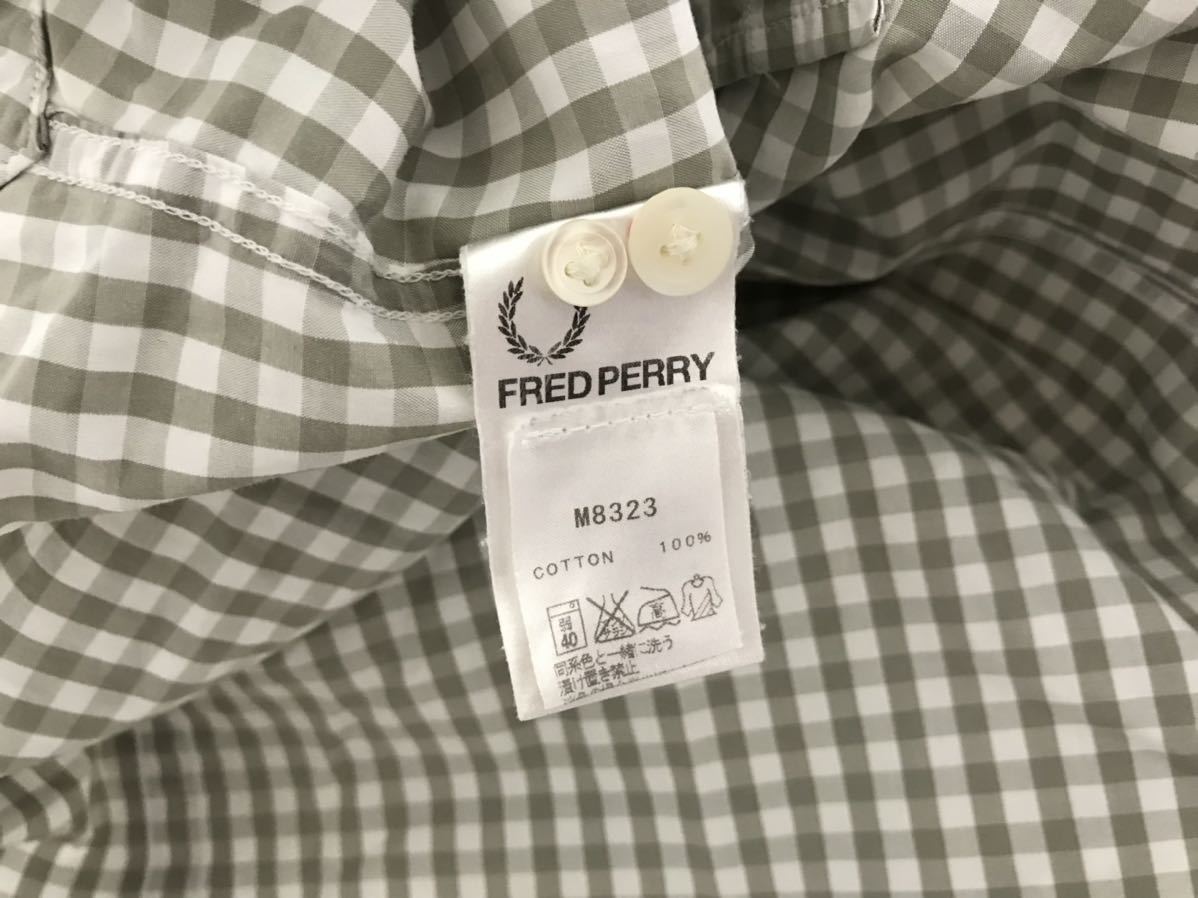 FRED PERRY
M8323
COTTON 100%
弱
40
同系色と一緒に洗う
漬け置き禁止